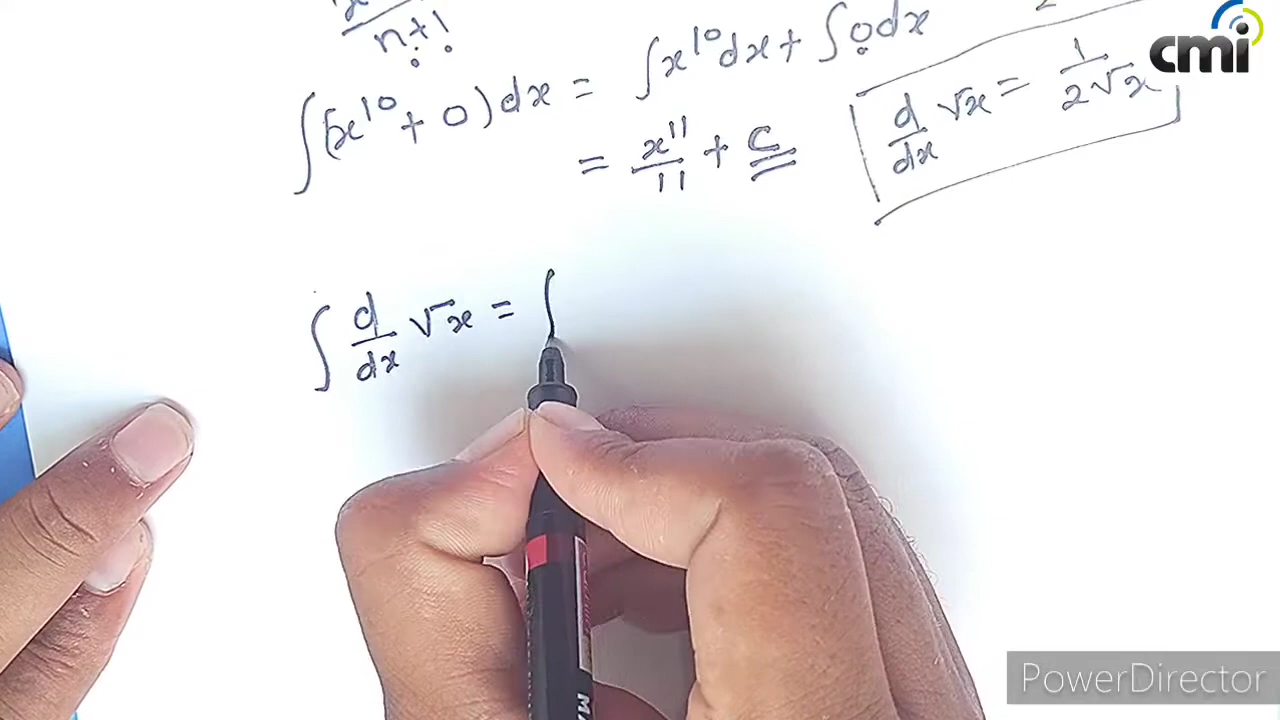 n+1
∫(x¹⁰ + 0) dx = ∫x¹⁰dx + ∫0dx
= x¹¹/11 + C
d/dx √x = 1/2√x
∫ d/dx √x = ∫
cmi
PowerDirector